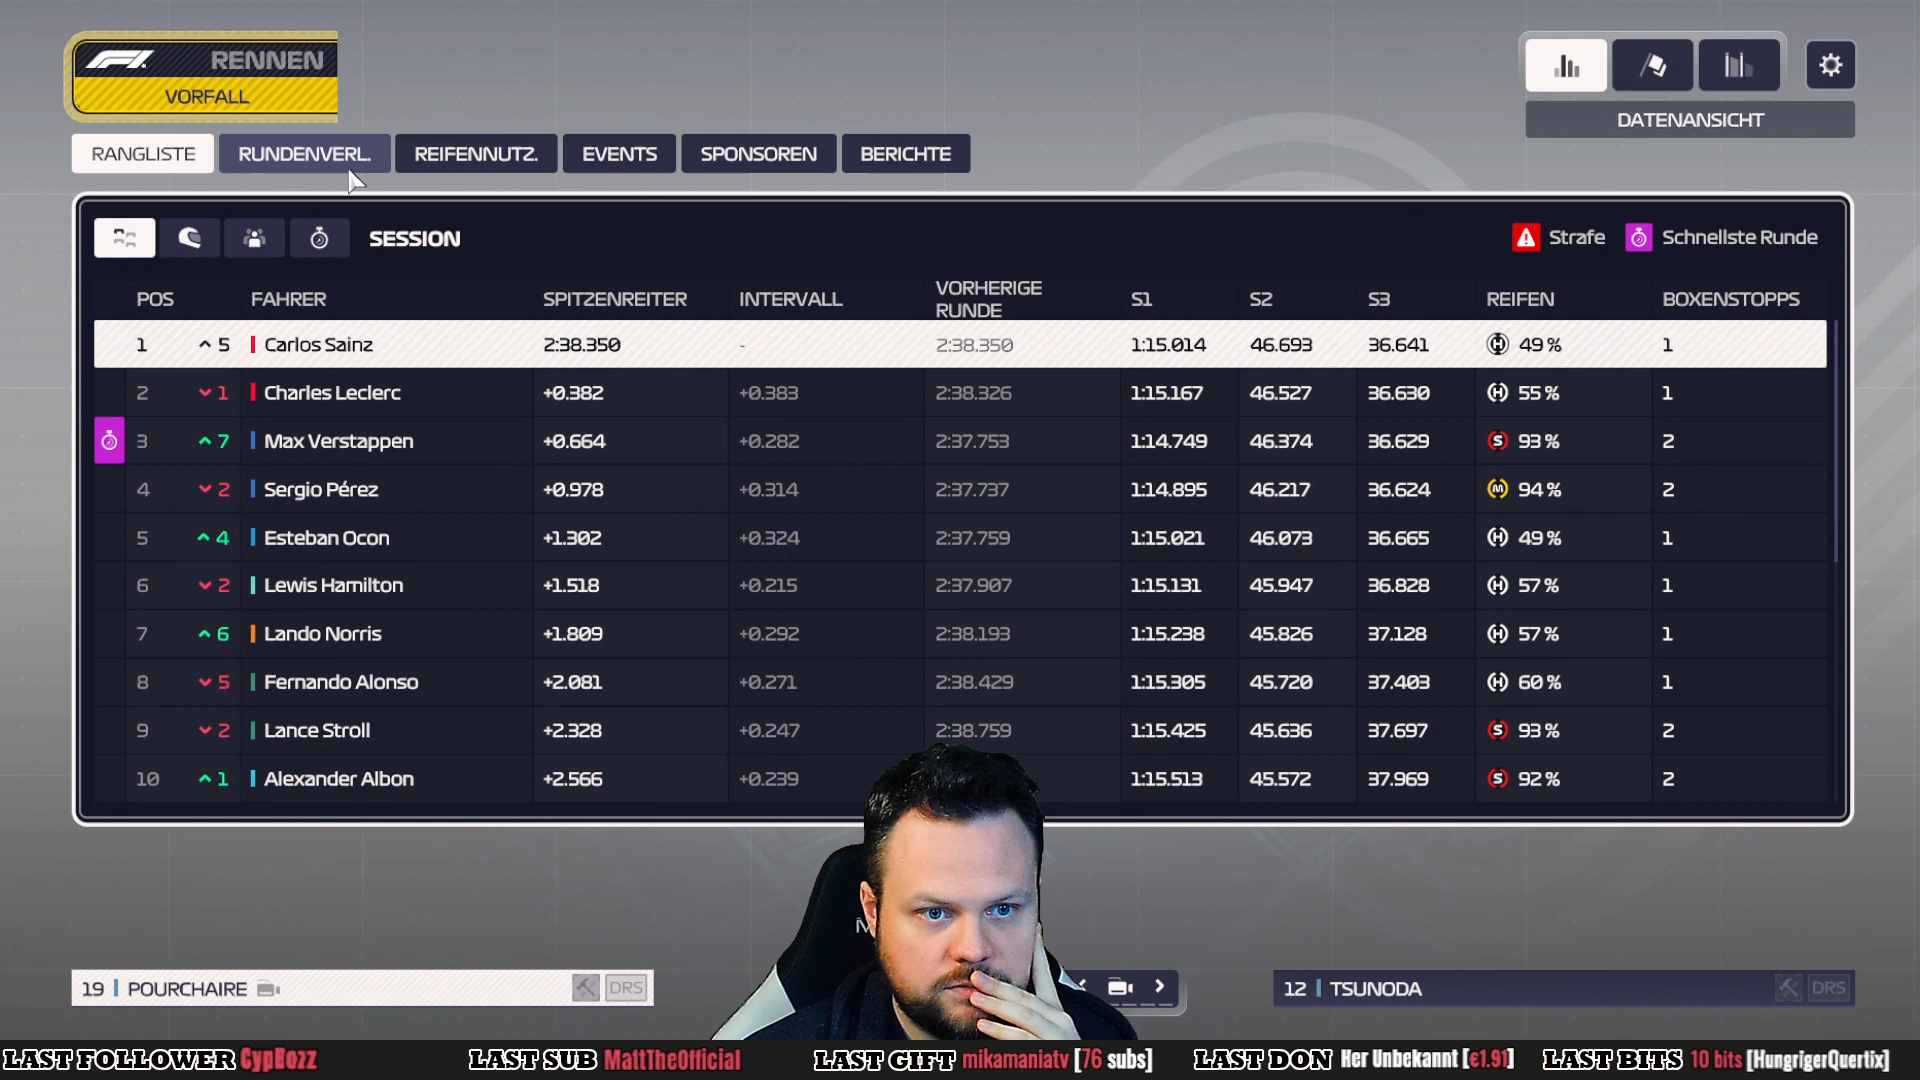 F1 RENNEN
VORFALL
DATENANSICHT
RANGLISTE RUNDENVERL. REIFENNUTZ. EVENTS SPONSOREN BERICHTE
SESSION Strafe Schnellste Runde
POS FAHRER SPITZENREITER INTERVALL VORHERIGE RUNDE S1 S2 S3 REIFEN BOXENSTOPPS
1 5 Carlos Sainz 2:38.350 - 2:38.350 1:15.014 46.693 36.641 H 49 % 1
2 1 Charles Leclerc +0.382 +0.383 2:38.326 1:15.167 46.527 36.630 H 55 % 1
3 7 Max Verstappen +0.664 +0.282 2:37.753 1:14.749 46.374 36.629 S 93 % 2
4 2 Sergio Pérez +0.978 +0.314 2:37.737 1:14.895 46.217 36.624 M 94 % 2
5 4 Esteban Ocon +1.302 +0.324 2:37.759 1:15.021 46.073 36.665 H 49 % 1
6 2 Lewis Hamilton +1.518 +0.215 2:37.907 1:15.131 45.947 36.828 H 57 % 1
7 6 Lando Norris +1.809 +0.292 2:38.193 1:15.238 45.826 37.128 H 57 % 1
8 5 Fernando Alonso +2.081 +0.271 2:38.429 1:15.305 45.720 37.403 H 60 % 1
9 2 Lance Stroll +2.328 +0.247 2:38.759 1:15.425 45.636 37.697 S 93 % 2
10 1 Alexander Albon +2.566 +0.239 1:15.513 45.572 37.969 S 92 % 2
19 POURCHAIRE DRS
12 TSUNODA DRS
LAST FOLLOWER CypBozz LAST SUB MattTheOfficial LAST GIFT mikamaniatv [76 subs] LAST DON Her Unbekannt [€1.91] LAST BITS 10 bits [HungrigerQuertix]